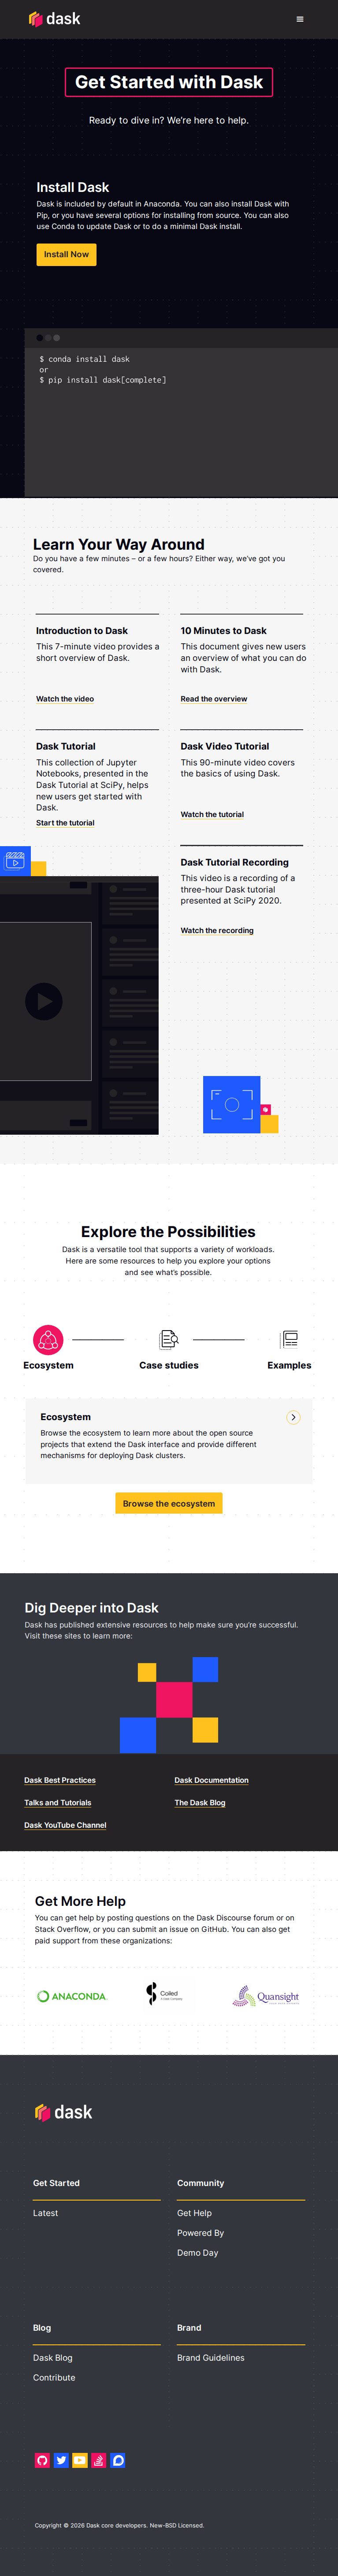 dask
Get Started with Dask
Ready to dive in? We're here to help.
Install Dask
Dask is included by default in Anaconda. You can also install Dask with
Pip, or you have several options for installing from source. You can also
use Conda to update Dask or to do a minimal Dask install.
Install Now
$ conda install dask
or
$ pip install dask[complete]
Learn Your Way Around
Do you have a few minutes – or a few hours? Either way, we've got you
covered.
Introduction to Dask
This 7-minute video provides a
short overview of Dask.
Watch the video
10 Minutes to Dask
This document gives new users
an overview of what you can do
with Dask.
Read the overview
Dask Tutorial
This collection of Jupyter
Notebooks, presented in the
Dask Tutorial at SciPy, helps
new users get started with
Dask.
Start the tutorial
Dask Video Tutorial
This 90-minute video covers
the basics of using Dask.
Watch the tutorial
Dask Tutorial Recording
This video is a recording of a
three-hour Dask tutorial
presented at SciPy 2020.
Watch the recording
Explore the Possibilities
Dask is a versatile tool that supports a variety of workloads.
Here are some resources to help you explore your options
and see what's possible.
Ecosystem
Case studies
Examples
Ecosystem
Browse the ecosystem to learn more about the open source
projects that extend the Dask interface and provide different
mechanisms for deploying Dask clusters.
Browse the ecosystem
Dig Deeper into Dask
Dask has published extensive resources to help make sure you're successful.
Visit these sites to learn more:
Dask Best Practices
Dask Documentation
Talks and Tutorials
The Dask Blog
Dask YouTube Channel
Get More Help
You can get help by posting questions on the Dask Discourse forum or on
Stack Overflow, or you can submit an issue on GitHub. You can also get
paid support from these organizations:
ANACONDA.
Coiled
Quansight
dask
Get Started
Latest
Community
Get Help
Powered By
Demo Day
Blog
Dask Blog
Contribute
Brand
Brand Guidelines
Copyright © 2026 Dask core developers. New-BSD Licensed.